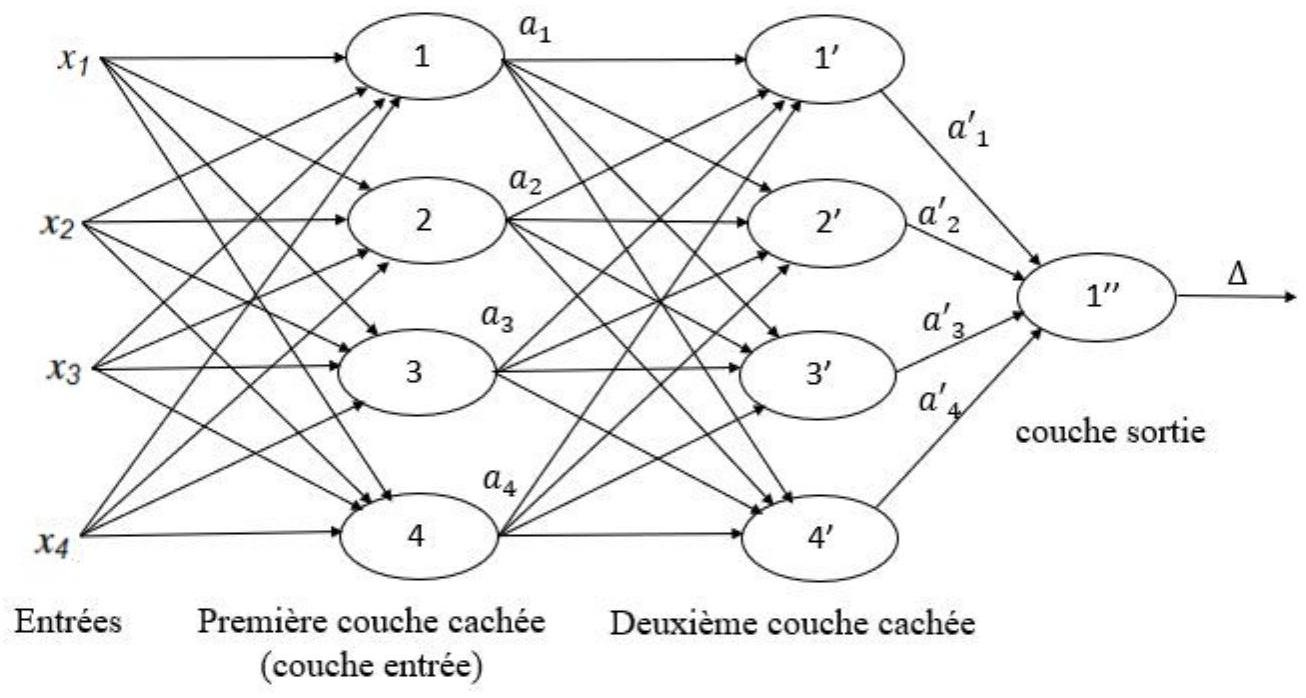 x₁
x₂
x₃
x₄
1
2
3
4
a₁
a₂
a₃
a₄
1′
2′
3′
4′
a′₁
a′₂
a′₃
a′₄
1′′
Δ
couche sortie
Entrées
Première couche cachée
(couche entrée)
Deuxième couche cachée